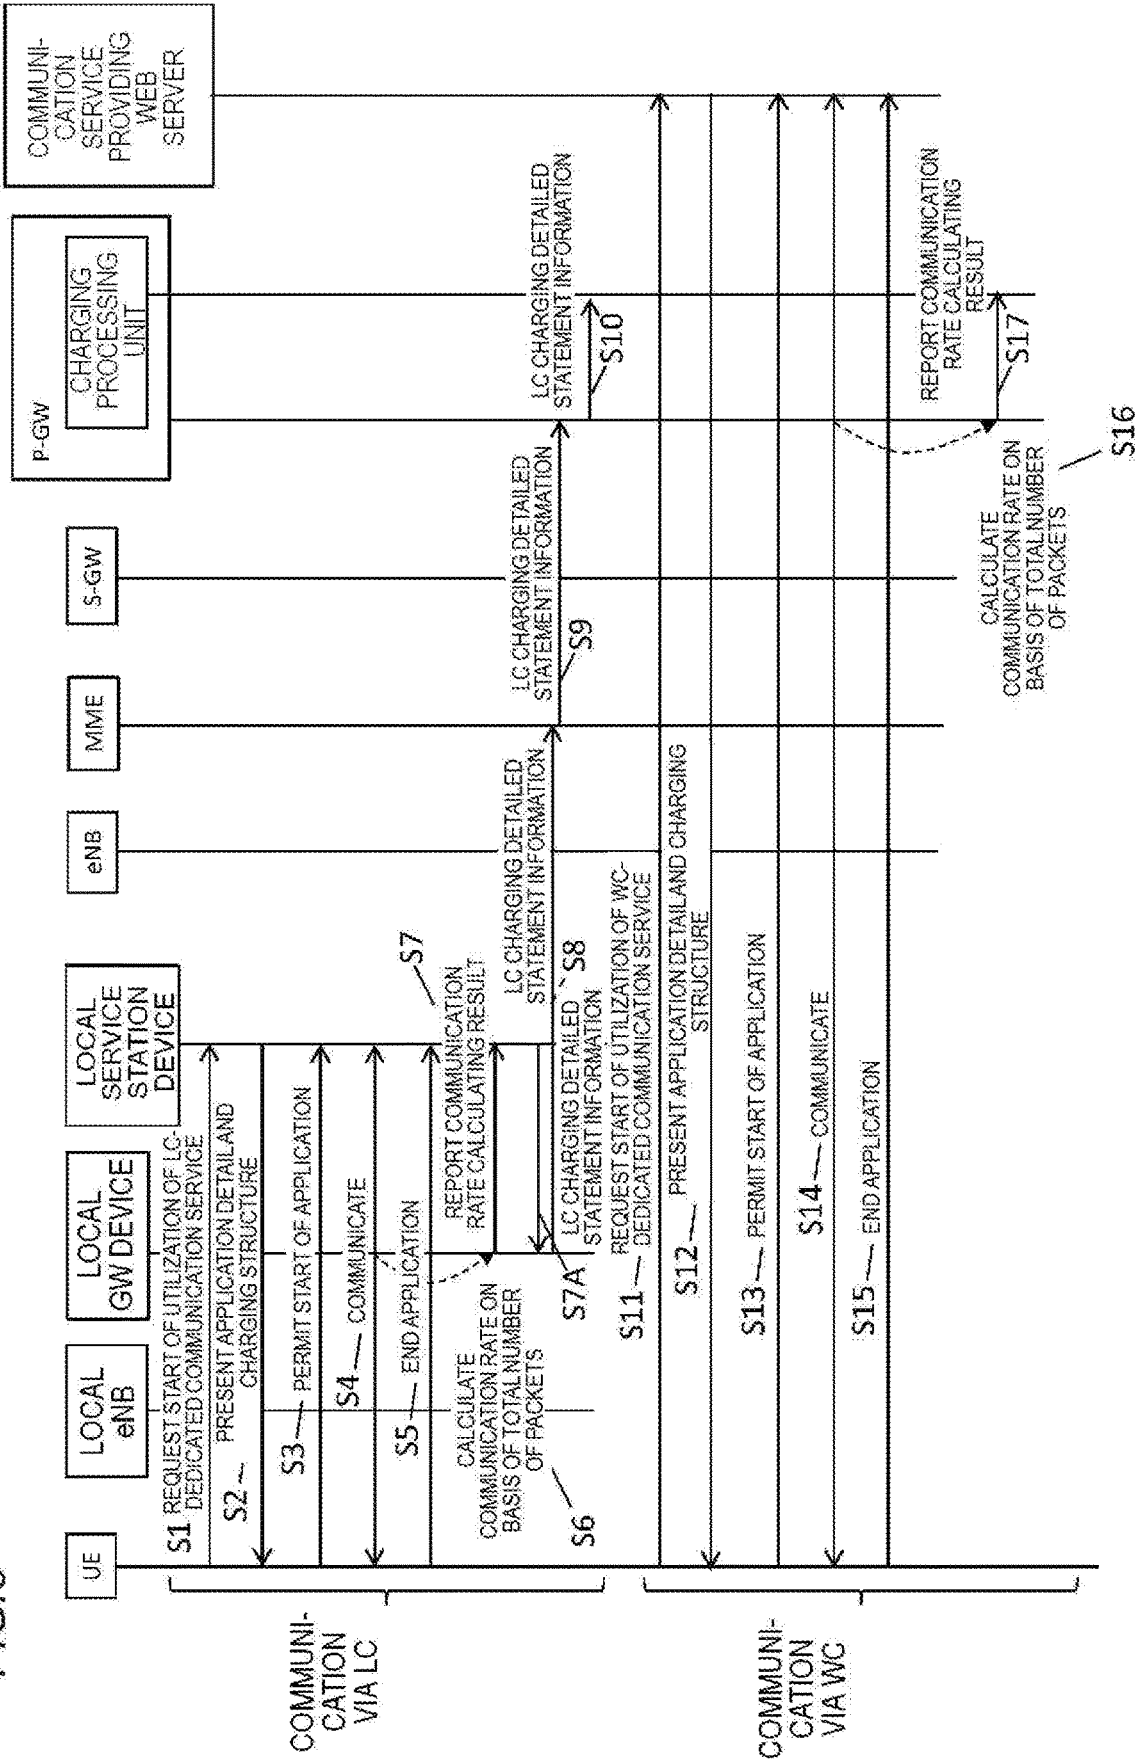 UE
LOCAL
eNB
LOCAL
GW DEVICE
LOCAL
SERVICE
STATION
DEVICE
eNB
MME
S-GW
P-GW
CHARGING
PROCESSING
UNIT
COMMUNI-
CATION
SERVICE
PROVIDING
WEB
SERVER
COMMUNI-
CATION
VIA LC
S1 REQUEST START OF UTILIZATION OF LC-
DEDICATED COMMUNICATION SERVICE
S2 PRESENT APPLICATION DETAIL AND
CHARGING STRUCTURE
S3 PERMIT START OF APPLICATION
S4 COMMUNICATE
S5 END APPLICATION
CALCULATE
COMMUNICATION RATE ON
BASIS OF TOTAL NUMBER
OF PACKETS
S6
S7
REPORT COMMUNICATION
RATE CALCULATING RESULT
S7A
LC CHARGING DETAILED
STATEMENT INFORMATION
LC CHARGING DETAILED
STATEMENT INFORMATION
S8
LC CHARGING DETAILED
STATEMENT INFORMATION
S9
LC CHARGING DETAILED
STATEMENT INFORMATION
S10
COMMUNI-
CATION
VIA WC
REQUEST START OF UTILIZATION OF WC-
S11 DEDICATED COMMUNICATION SERVICE
S12 PRESENT APPLICATION DETAIL AND CHARGING
STRUCTURE
S13 PERMIT START OF APPLICATION
S14 COMMUNICATE
S15 END APPLICATION
CALCULATE
COMMUNICATION RATE ON
BASIS OF TOTAL NUMBER
OF PACKETS
S16
REPORT COMMUNICATION
RATE CALCULATING
RESULT
S17